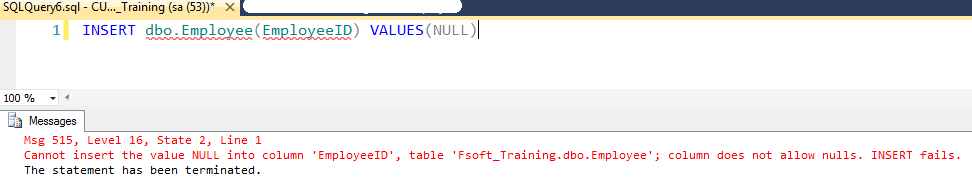 SQLQuery6.sql - CU..._Training (sa (53))* ×
1 INSERT dbo.Employee(EmployeeID) VALUES(NULL)
100 %
Messages
Msg 515, Level 16, State 2, Line 1
Cannot insert the value NULL into column 'EmployeeID', table 'Fsoft_Training.dbo.Employee'; column does not allow nulls. INSERT fails.
The statement has been terminated.